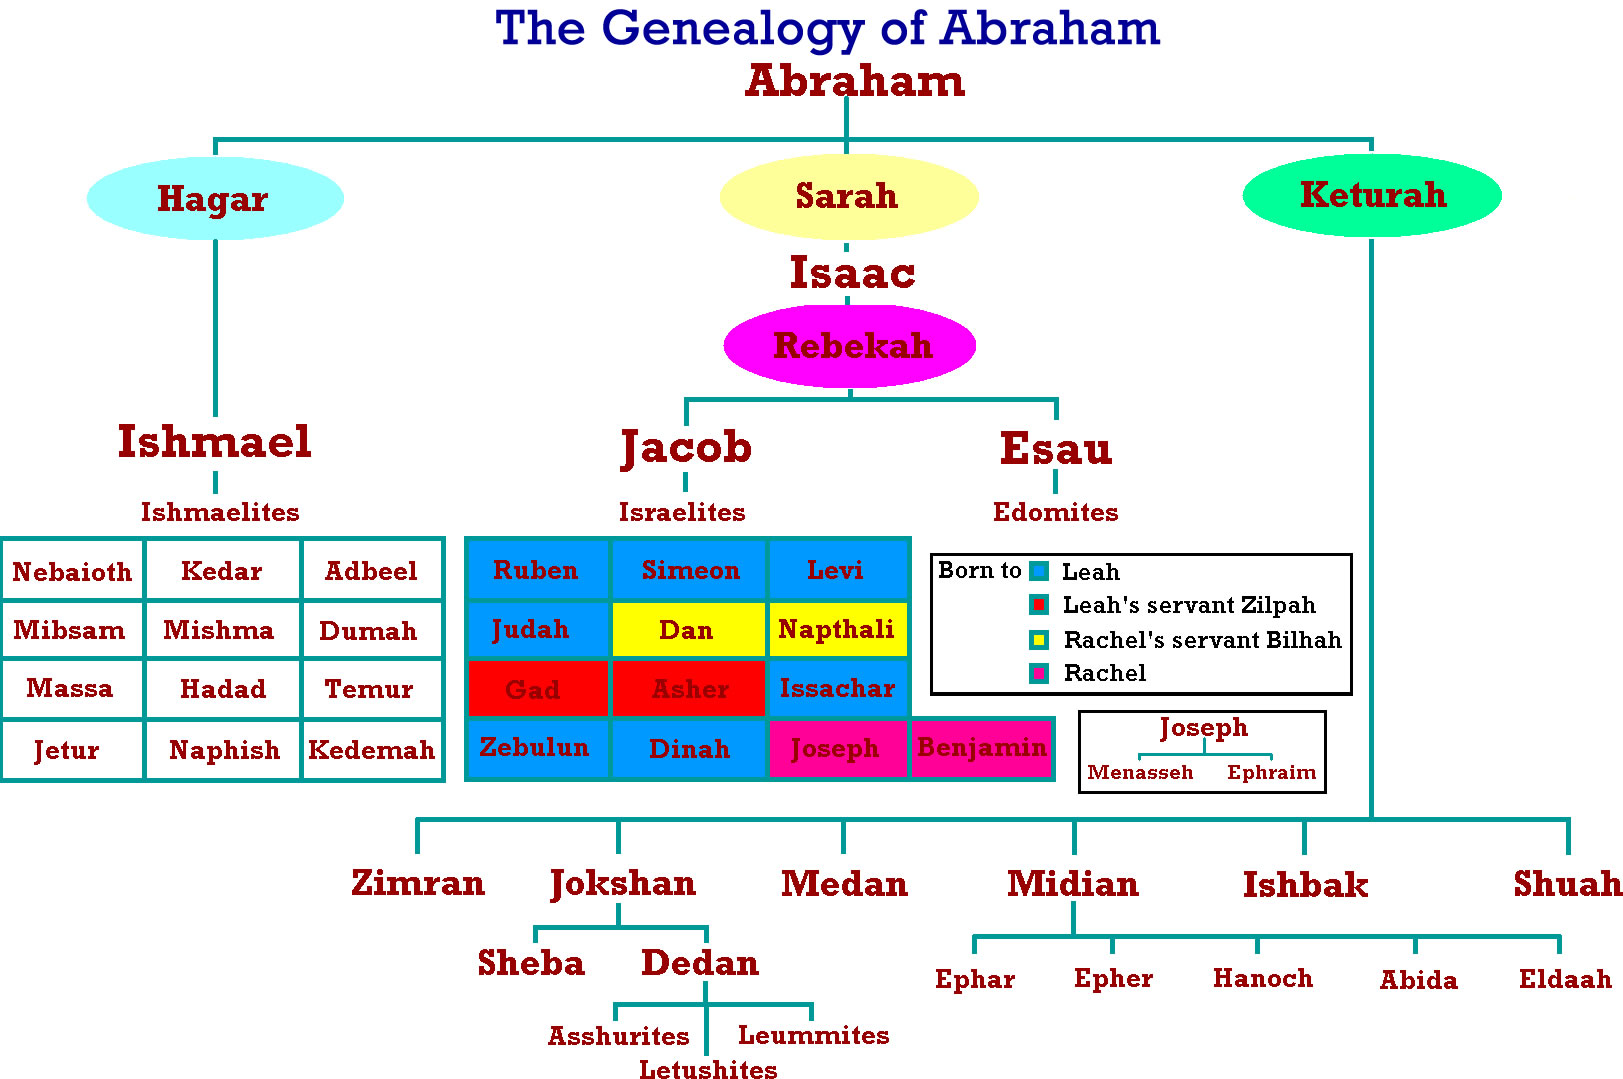 The Genealogy of Abraham
Abraham
Hagar
Sarah
Keturah
Isaac
Rebekah
Ishmael
Jacob
Esau
Ishmaelites
Israelites
Edomites
Nebaioth Kedar Adbeel
Mibsam Mishma Dumah
Massa Hadad Temur
Jetur Naphish Kedemah
Ruben Simeon Levi
Judah Dan Napthali
Gad Asher Issachar
Zebulun Dinah Joseph Benjamin
Born to Leah
Leah's servant Zilpah
Rachel's servant Bilhah
Rachel
Joseph
Menasseh Ephraim
Zimran Jokshan Medan Midian Ishbak Shuah
Sheba Dedan
Ephar Epher Hanoch Abida Eldaah
Asshurites Leummites
Letushites